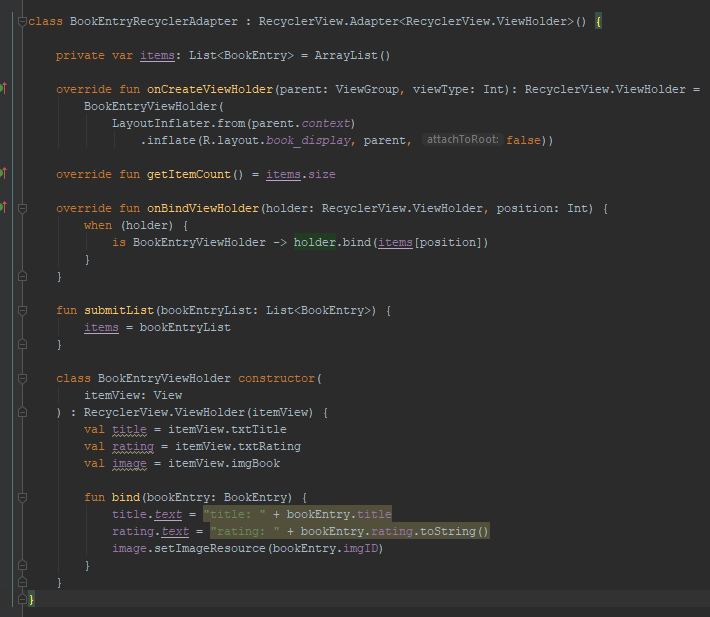 class BookEntryRecyclerAdapter : RecyclerView.Adapter<RecyclerView.ViewHolder>() {
private var items: List<BookEntry> = ArrayList()
override fun onCreateViewHolder(parent: ViewGroup, viewType: Int): RecyclerView.ViewHolder =
BookEntryViewHolder(
LayoutInflater.from(parent.context)
.inflate(R.layout.book_display, parent, attachToRoot: false))
override fun getItemCount() = items.size
override fun onBindViewHolder(holder: RecyclerView.ViewHolder, position: Int) {
when (holder) {
is BookEntryViewHolder -> holder.bind(items[position])
}
}
fun submitList(bookEntryList: List<BookEntry>) {
items = bookEntryList
}
class BookEntryViewHolder constructor(
itemView: View
) : RecyclerView.ViewHolder(itemView) {
val title = itemView.txtTitle
val rating = itemView.txtRating
val image = itemView.imgBook
fun bind(bookEntry: BookEntry) {
title.text = "title: " + bookEntry.title
rating.text = "rating: " + bookEntry.rating.toString()
image.setImageResource(bookEntry.imgID)
}
}
}